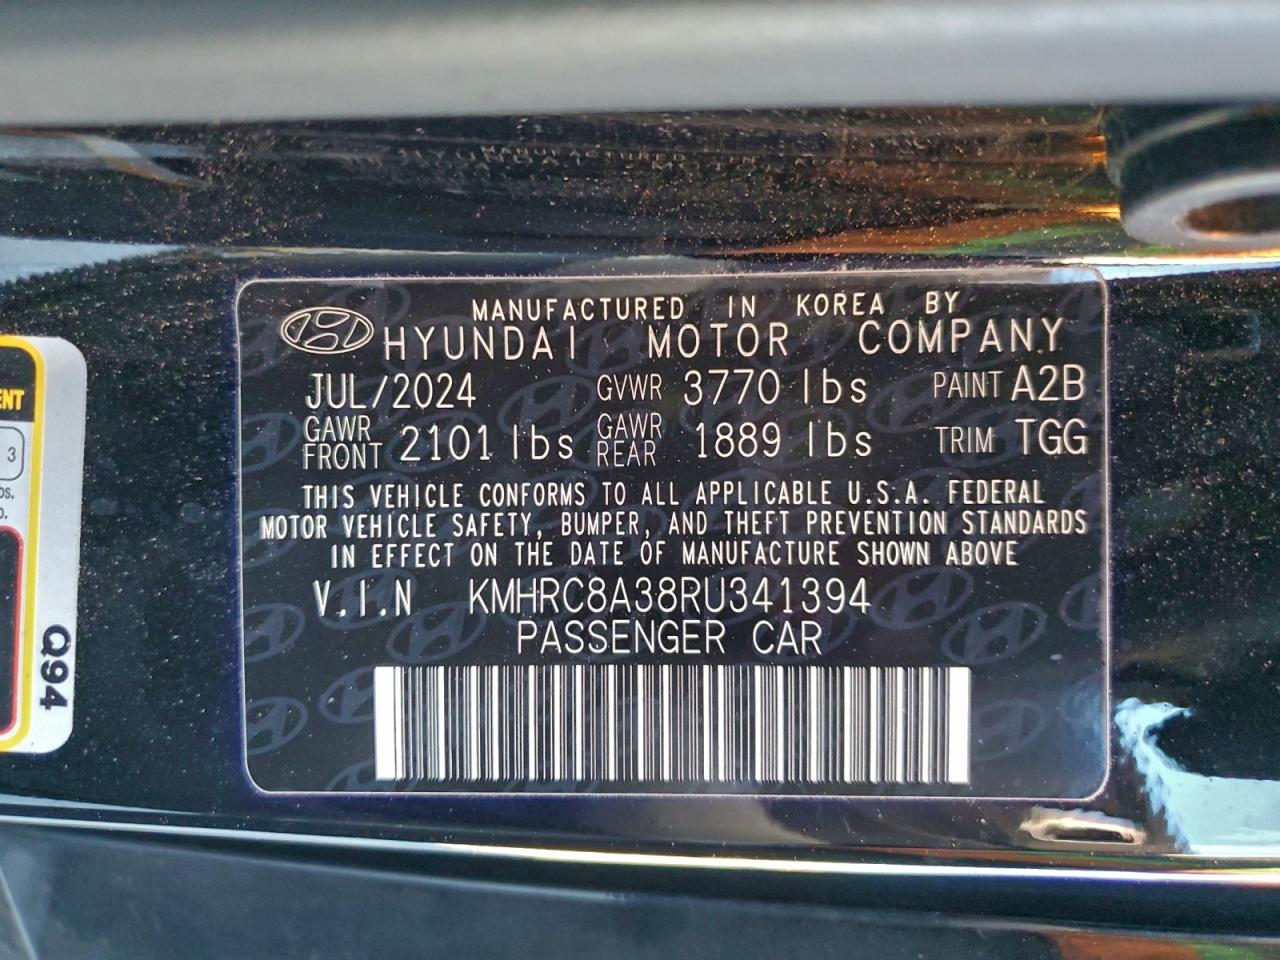 MANUFACTURED IN KOREA BY
HYUNDAI MOTOR COMPANY
JUL/2024 GVWR 3770 lbs PAINT A2B
GAWR FRONT 2101 lbs GAWR REAR 1889 lbs TRIM TGG
THIS VEHICLE CONFORMS TO ALL APPLICABLE U.S.A. FEDERAL
MOTOR VEHICLE SAFETY, BUMPER, AND THEFT PREVENTION STANDARDS
IN EFFECT ON THE DATE OF MANUFACTURE SHOWN ABOVE
V.I.N KMHRC8A38RU341394
PASSENGER CAR
3
Q94